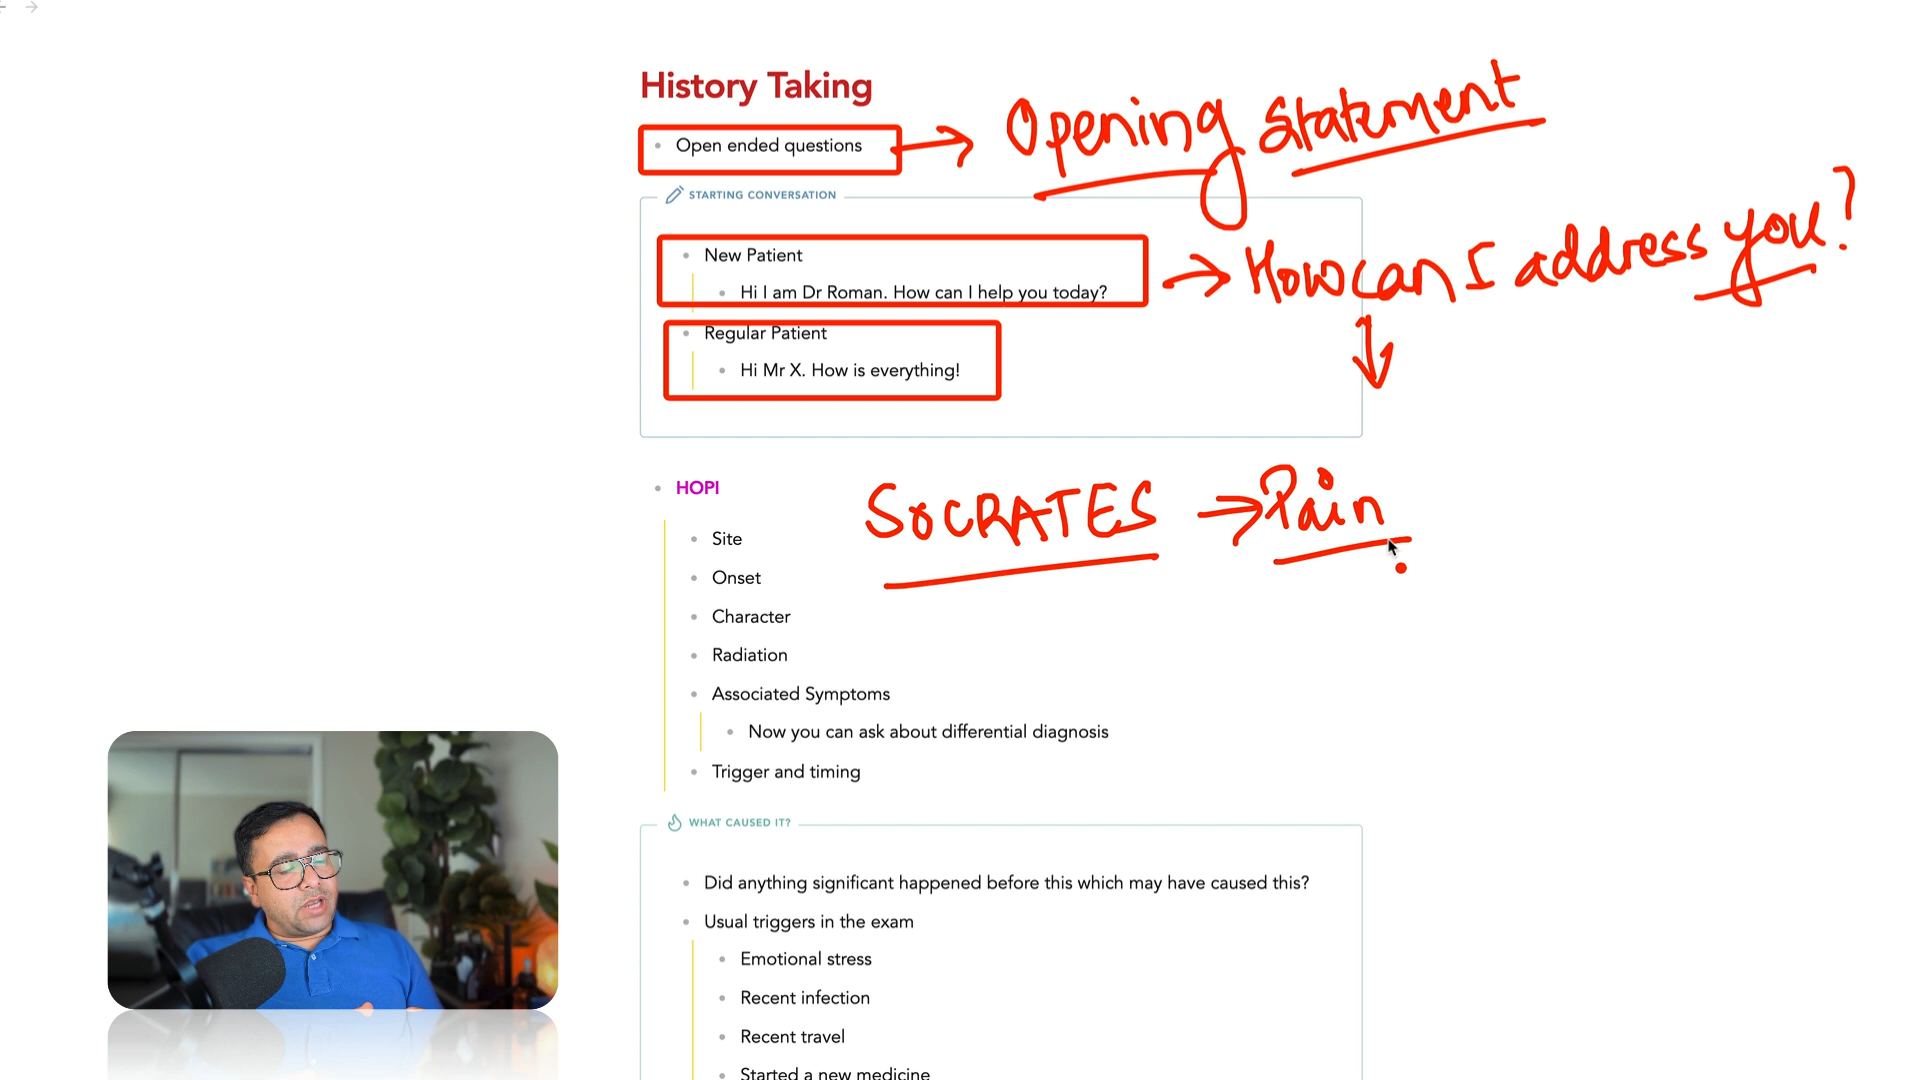 History Taking
Open ended questions
Opening Statement
STARTING CONVERSATION
New Patient
Hi I am Dr Roman. How can I help you today?
How can I address you?
Regular Patient
Hi Mr X. How is everything!
HOPI
SOCRATES → Pain
Site
Onset
Character
Radiation
Associated Symptoms
Now you can ask about differential diagnosis
Trigger and timing
WHAT CAUSED IT?
Did anything significant happened before this which may have caused this?
Usual triggers in the exam
Emotional stress
Recent infection
Recent travel
Started a new medicine